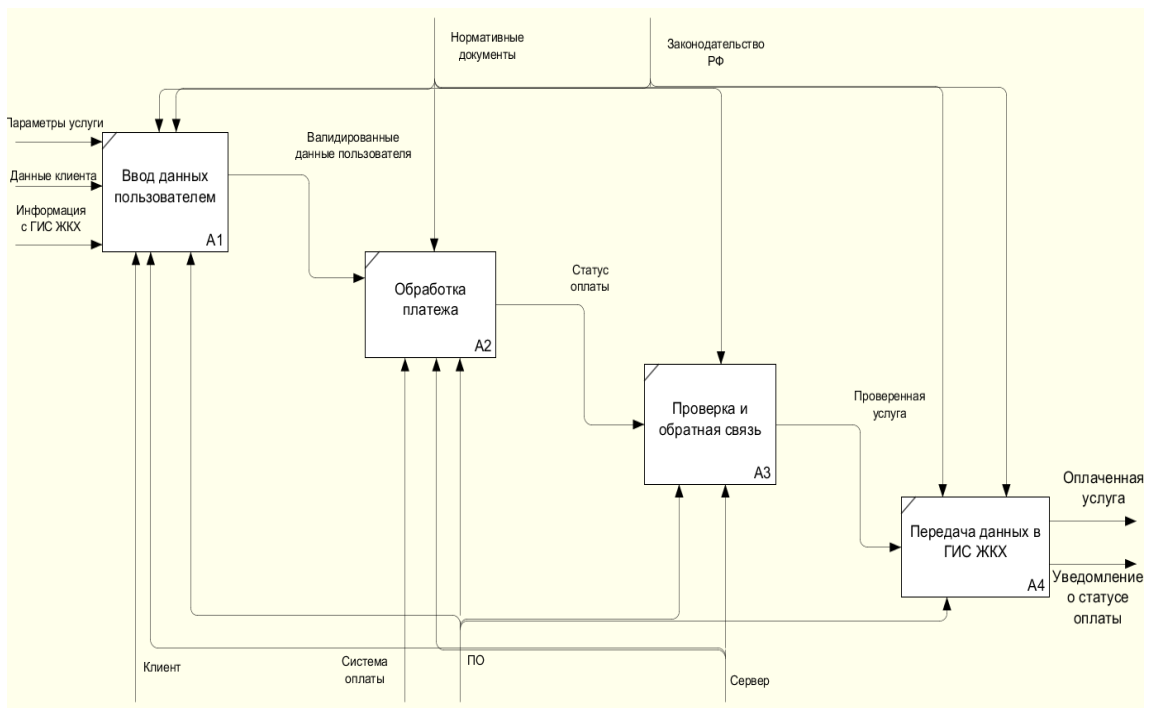 Нормативные
документы
Законодательство
РФ
Параметры услуги
Данные клиента
Информация
с ГИС ЖКХ
Ввод данных
пользователем
A1
Валидированные
данные пользователя
Обработка
платежа
A2
Статус
оплаты
Проверка и
обратная связь
A3
Проверенная
услуга
Передача данных в
ГИС ЖКХ
A4
Оплаченная
услуга
Уведомление
о статусе
оплаты
Клиент
Система
оплаты
ПО
Сервер